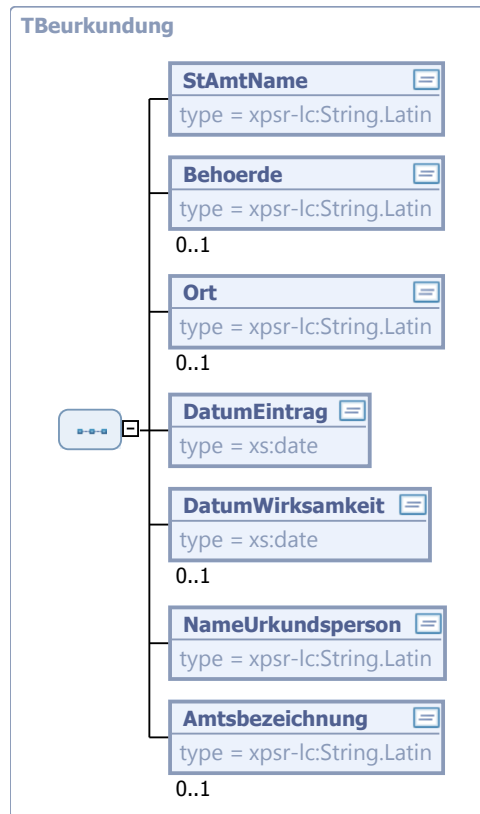 TBeurkundung
StAmtName
type = xpsr-lc:String.Latin
Behoerde
type = xpsr-lc:String.Latin
0..1
Ort
type = xpsr-lc:String.Latin
0..1
DatumEintrag
type = xs:date
DatumWirksamkeit
type = xs:date
0..1
NameUrkundsperson
type = xpsr-lc:String.Latin
Amtsbezeichnung
type = xpsr-lc:String.Latin
0..1